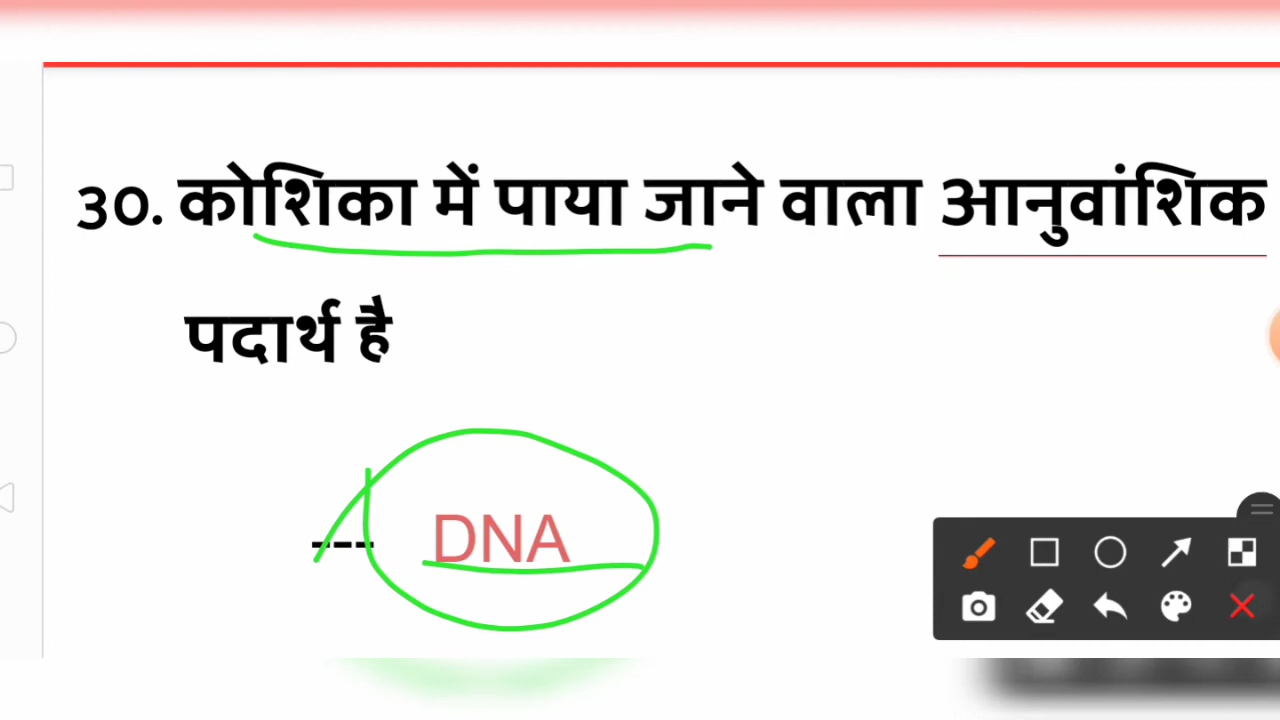 30. कोशिका में पाया जाने वाला आनुवांशिक
पदार्थ है
--- DNA